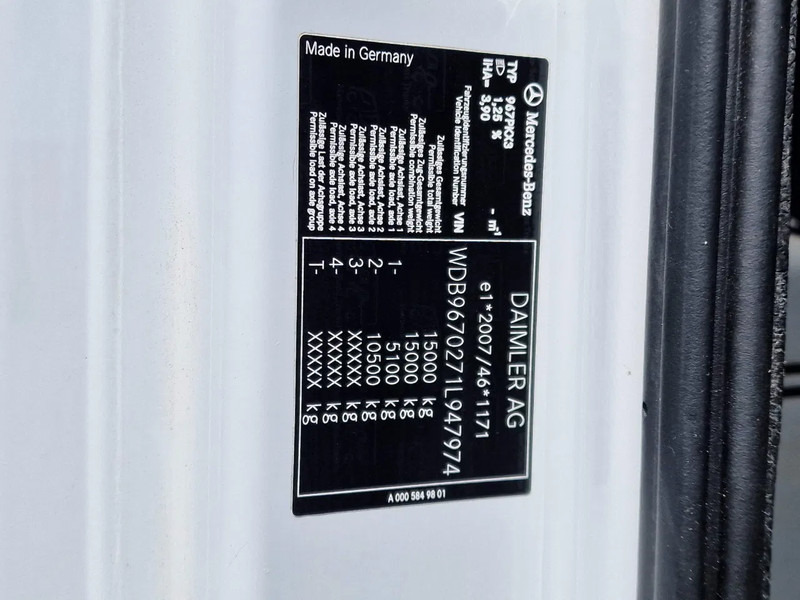 Mercedes-Benz
TYP 967PKX3
1,25 % - m⁻¹
IHA= 3,90
Fahrzeugidentifizierungsnummer
Vehicle Identification Number VIN
Zulässiges Gesamtgewicht
Permissible total weight
Zulässiges Zug-Gesamtgewicht
Permissible combination weight
Zulässige Achslast, Achse 1
Permissible axle load, axle 1
Zulässige Achslast, Achse 2
Permissible axle load, axle 2
Zulässige Achslast, Achse 3
Permissible axle load, axle 3
Zulässige Achslast, Achse 4
Permissible axle load, axle 4
Zulässige Last der Achsgruppe
Permissible load on axle group
Made in Germany
DAIMLER AG
e1*2007/46*1171
WDB9670271L947974
15000 kg
15000 kg
1- 5100 kg
2- 10500 kg
3- XXXXX kg
4- XXXXX kg
T- XXXXX kg
A 000 584 98 01